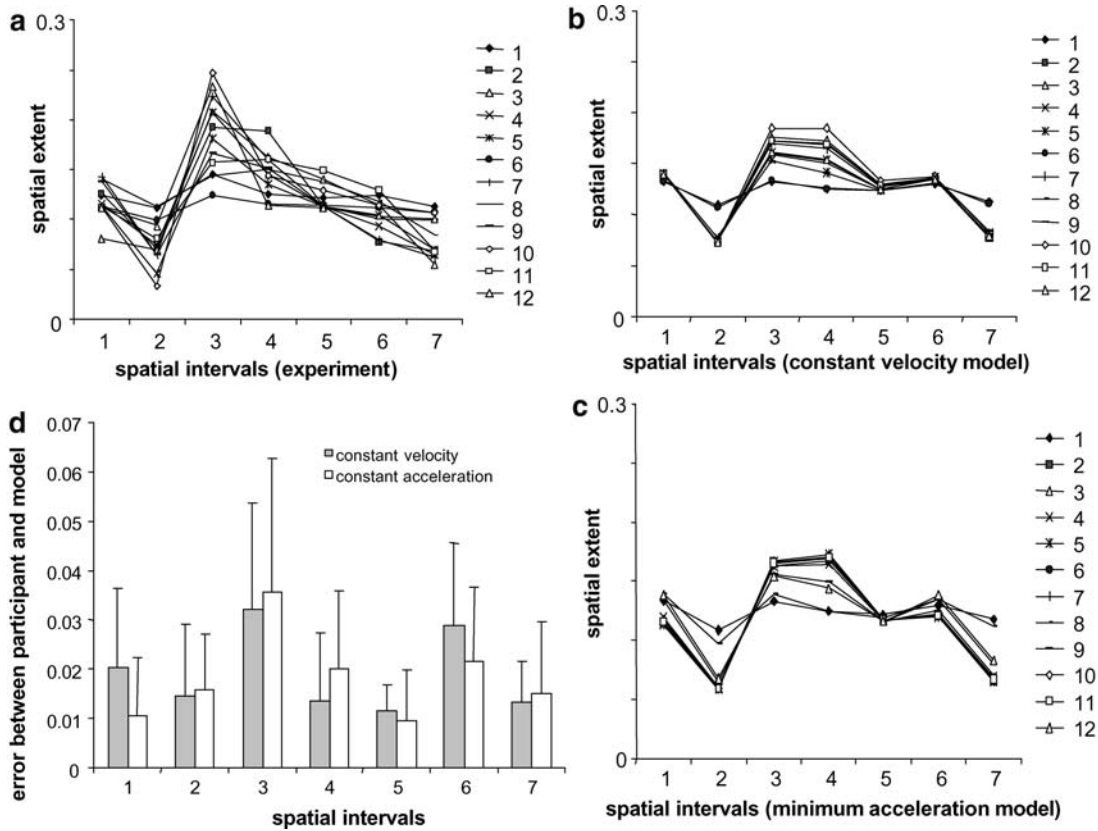 a
0.3
spatial extent
0
1 2 3 4 5 6 7
spatial intervals (experiment)
1
2
3
4
5
6
7
8
9
10
11
12
b
0.3
spatial extent
0
1 2 3 4 5 6 7
spatial intervals (constant velocity model)
1
2
3
4
5
6
7
8
9
10
11
12
d
error between participant and model
0.07
0.06
0.05
0.04
0.03
0.02
0.01
0
constant velocity
constant acceleration
1 2 3 4 5 6 7
spatial intervals
c
0.3
spatial extent
0
1 2 3 4 5 6 7
spatial intervals (minimum acceleration model)
1
2
3
4
5
6
7
8
9
10
11
12